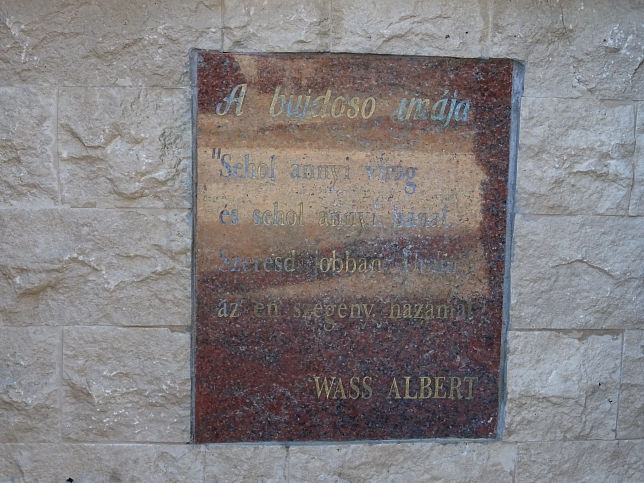 A bujdosó imája
"Sehol annyi virág
és sehol annyi bánat
Szeresd jobban, Uram
az én szegény hazámat"
WASS ALBERT